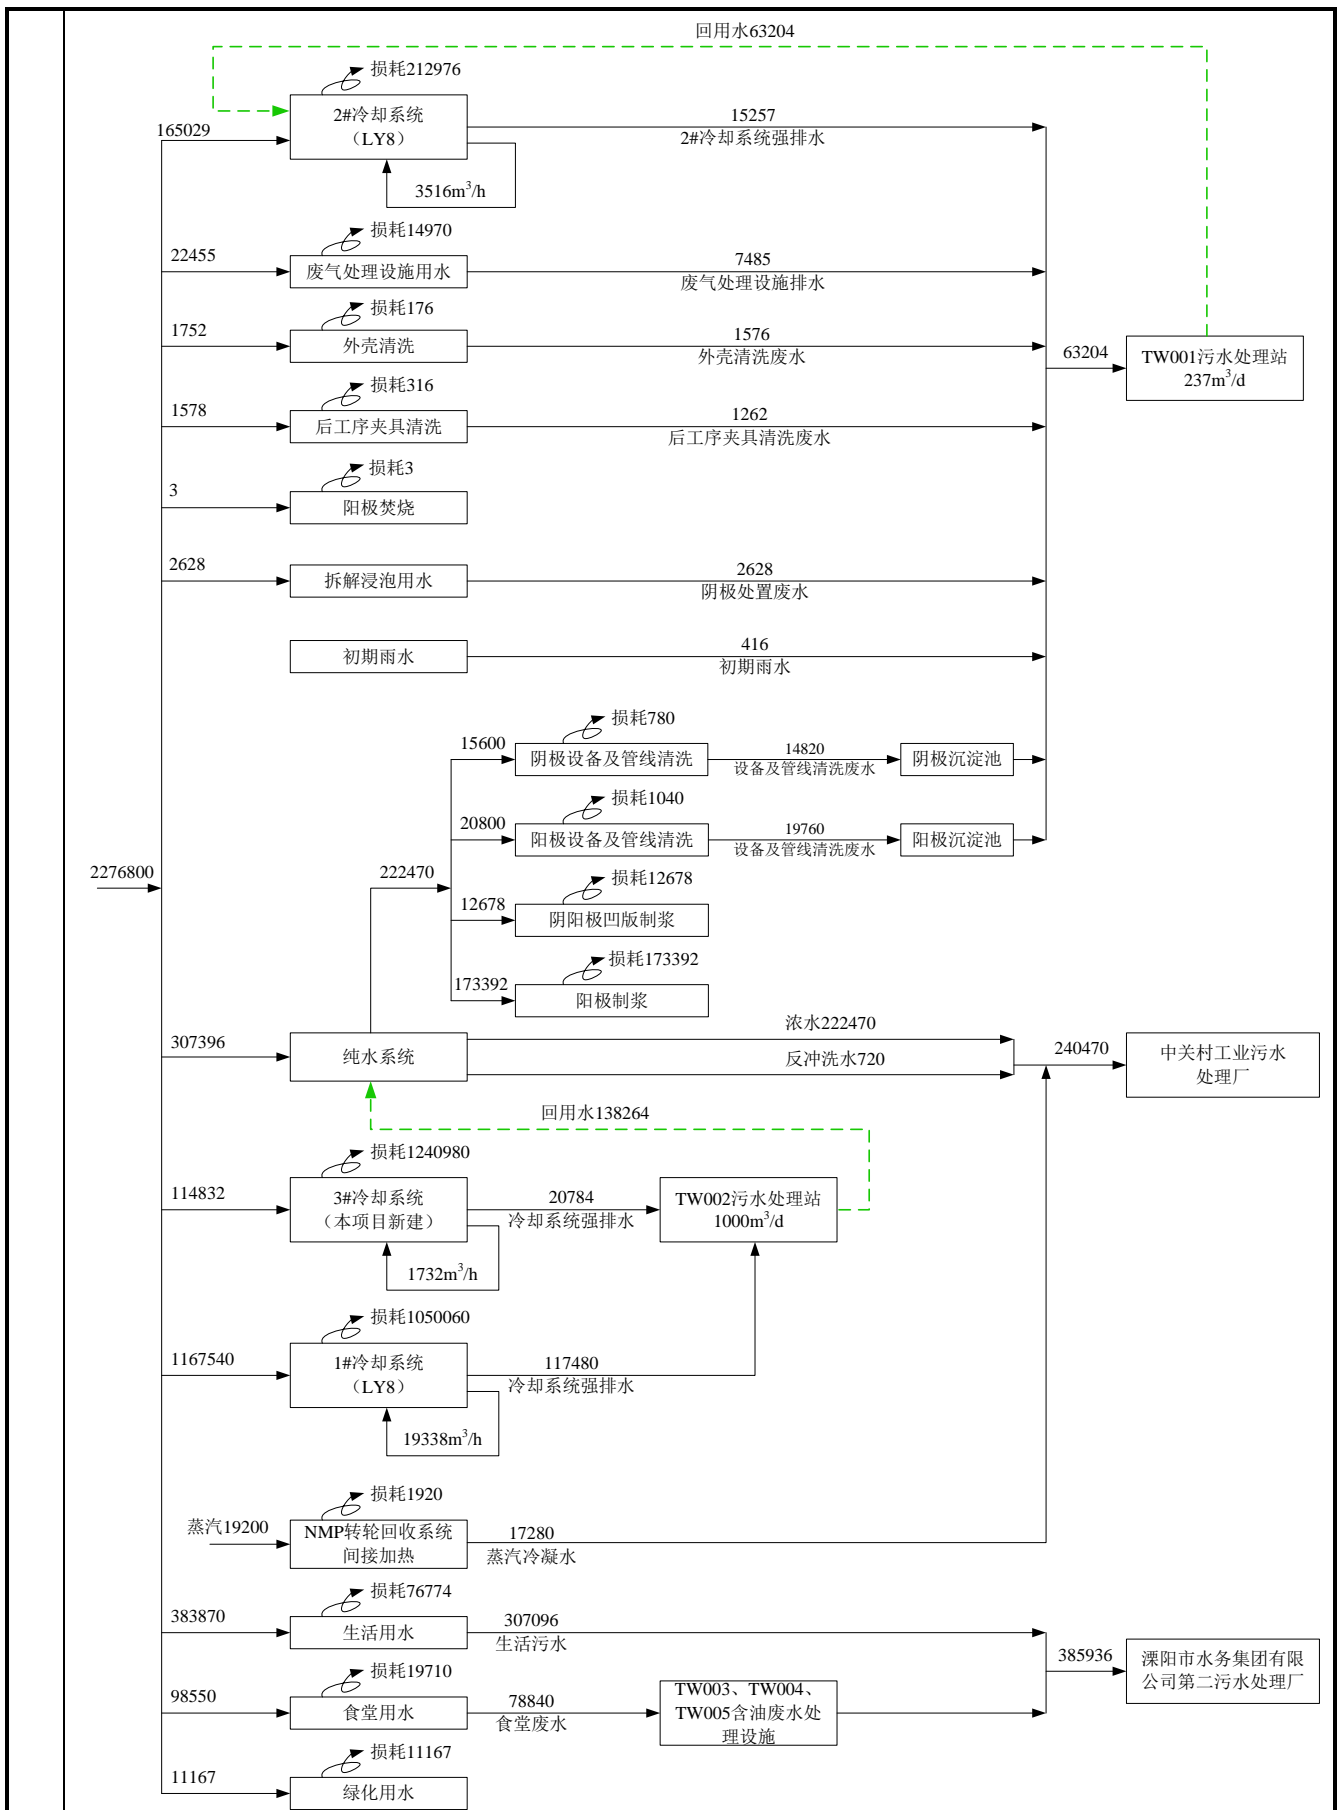 回用水63204
损耗212976
165029
2#冷却系统
（LY8）
15257
2#冷却系统强排水
3516m³/h
损耗14970
22455
废气处理设施用水
7485
废气处理设施排水
损耗176
1752
外壳清洗
1576
外壳清洗废水
63204
TW001污水处理站
237m³/d
损耗316
1578
后工序夹具清洗
1262
后工序夹具清洗废水
损耗3
3
阳极焚烧
2628
拆解浸泡用水
2628
阴极处置废水
初期雨水
416
初期雨水
损耗780
15600
阴极设备及管线清洗
14820
设备及管线清洗废水
阴极沉淀池
损耗1040
20800
阳极设备及管线清洗
19760
设备及管线清洗废水
阳极沉淀池
2276800
222470
损耗12678
12678
阴阳极凹版制浆
损耗173392
173392
阳极制浆
307396
纯水系统
浓水222470
反冲洗水720
240470
中关村工业污水
处理厂
回用水138264
损耗1240980
114832
3#冷却系统
（本项目新建）
20784
冷却系统强排水
TW002污水处理站
1000m³/d
1732m³/h
损耗1050060
1167540
1#冷却系统
（LY8）
117480
冷却系统强排水
19338m³/h
损耗1920
蒸汽19200
NMP转轮回收系统
间接加热
17280
蒸汽冷凝水
损耗76774
383870
生活用水
307096
生活污水
385936
溧阳市水务集团有限
公司第二污水处理厂
损耗19710
98550
食堂用水
78840
食堂废水
TW003、TW004、
TW005含油废水处
理设施
损耗11167
11167
绿化用水